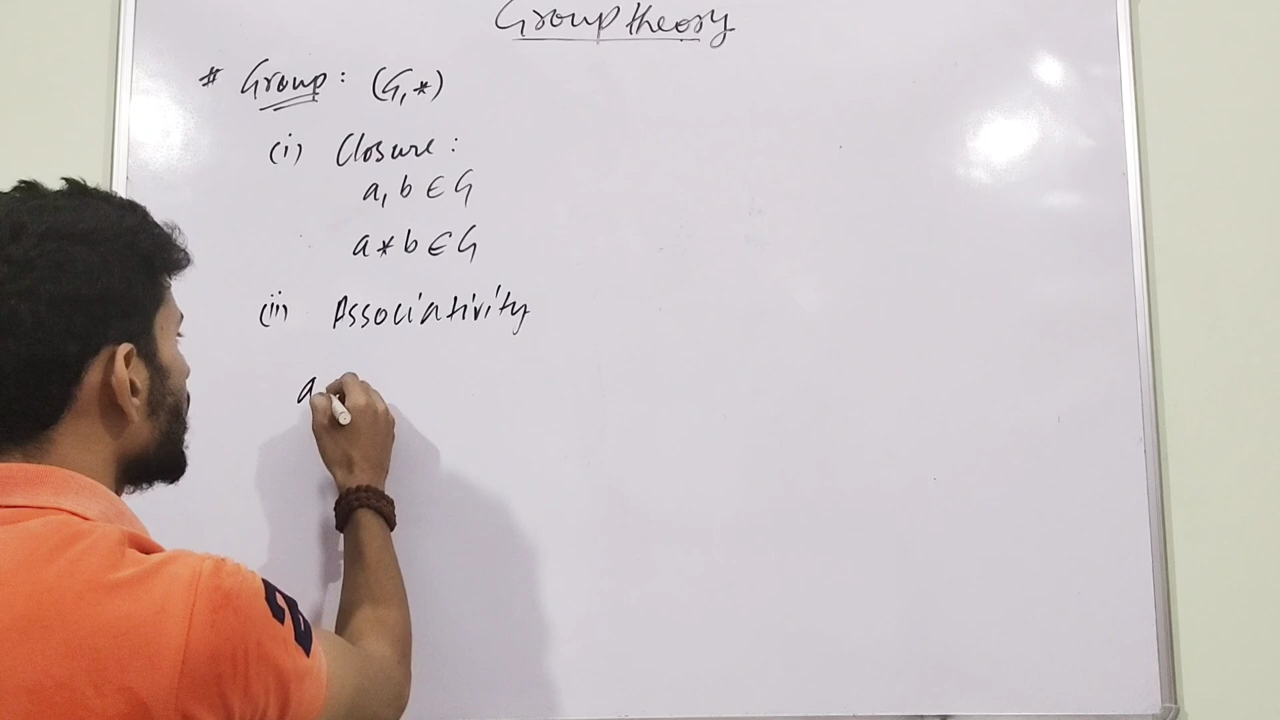 Group theory
# Group : (G, *)
(i) Closure :
a, b ∈ G
a * b ∈ G
(ii) Associativity
a